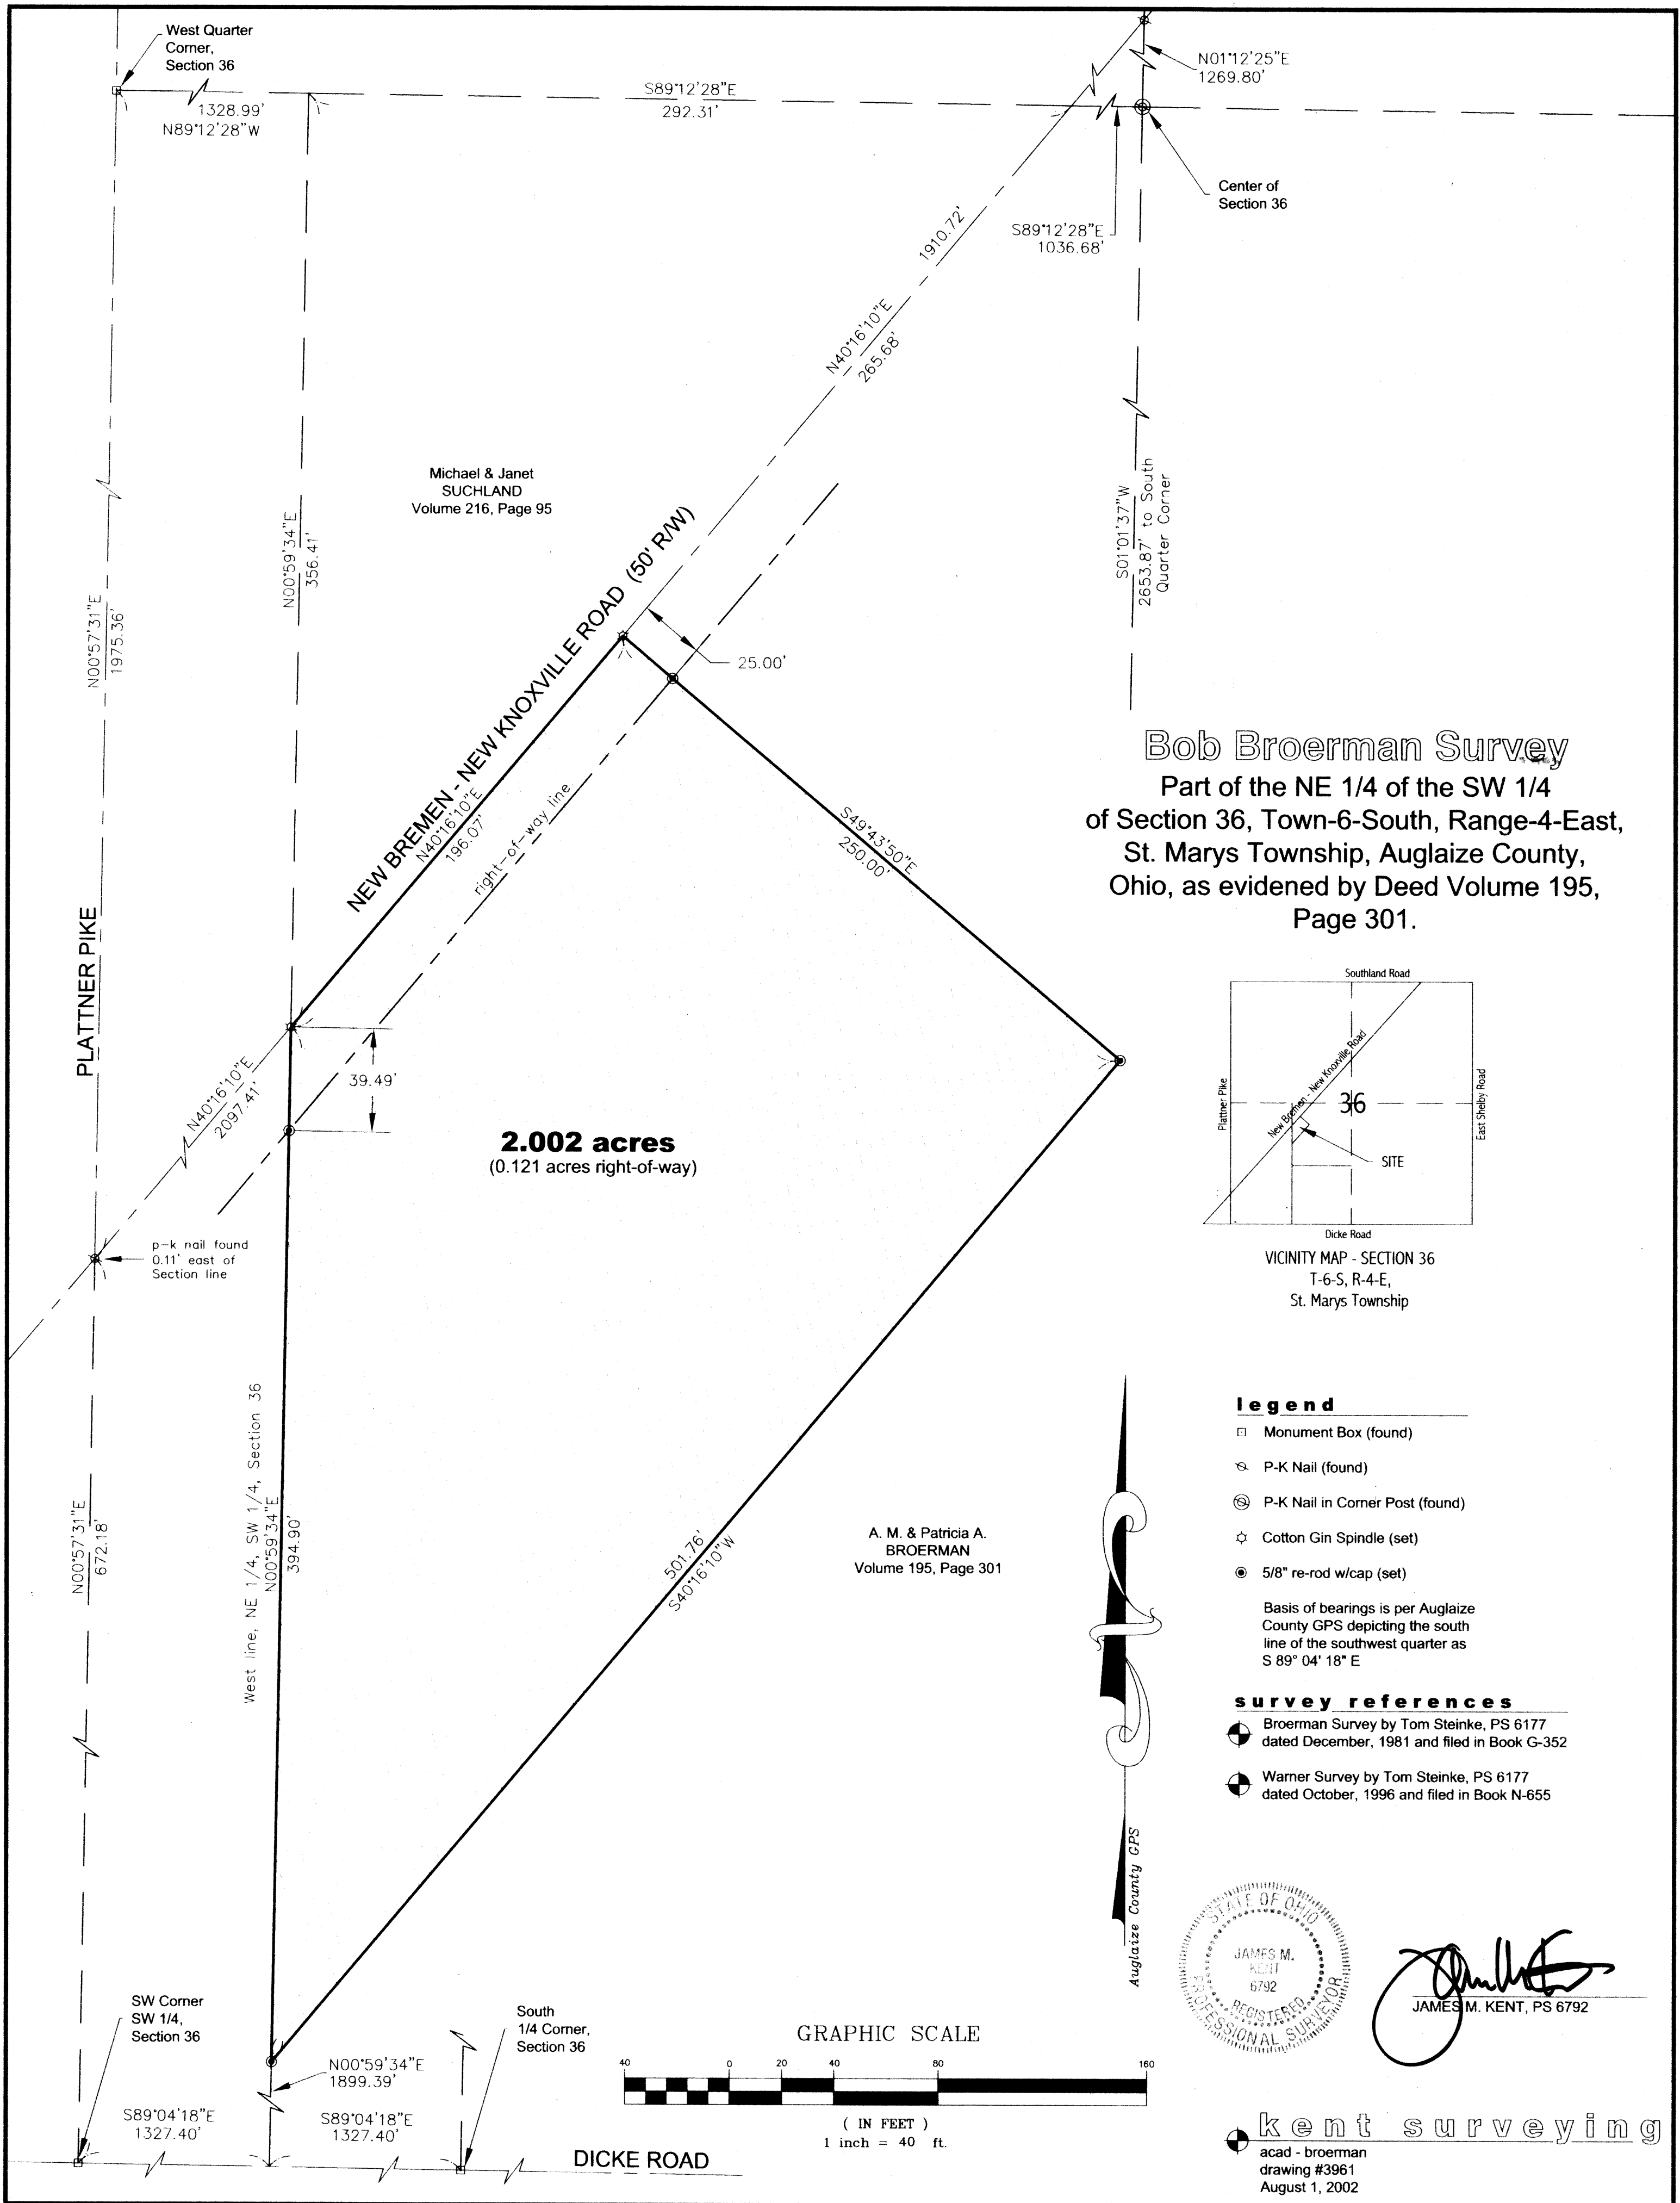 West Quarter
Corner,
Section 36
1328.99'
N89°12'28"W
S89°12'28"E
292.31'
N01°12'25"E
1269.80'
Center of
Section 36
S89°12'28"E
1036.68'
1910.72'
N40°16'10"E
265.68'
Michael & Janet
SUCHLAND
Volume 216, Page 95
N00°57'31"E
1975.36'
N00°59'34"E
356.41'
S01°01'37"W
2653.87' to South
Quarter Corner
NEW BREMEN - NEW KNOXVILLE ROAD (50' R/W)
N40°16'10"E
196.07'
right-of-way line
25.00'
S49°43'50"E
250.00'
Bob Broerman Survey
Part of the NE 1/4 of the SW 1/4
of Section 36, Town-6-South, Range-4-East,
St. Marys Township, Auglaize County,
Ohio, as evidened by Deed Volume 195,
Page 301.
PLATTNER PIKE
N40°16'10"E
2097.41'
39.49'
2.002 acres
(0.121 acres right-of-way)
p-k nail found
0.11' east of
Section line
Southland Road
Plattner Pike
New Bremen - New Knoxville Road
36
East Shelby Road
SITE
Dicke Road
VICINITY MAP - SECTION 36
T-6-S, R-4-E,
St. Marys Township
N00°57'31"E
672.18'
West line, NE 1/4, SW 1/4, Section 36
N00°59'34"E
394.90'
501.76'
S40°16'10"W
A. M. & Patricia A.
BROERMAN
Volume 195, Page 301
legend
Monument Box (found)
P-K Nail (found)
P-K Nail in Corner Post (found)
Cotton Gin Spindle (set)
5/8" re-rod w/cap (set)
Basis of bearings is per Auglaize
County GPS depicting the south
line of the southwest quarter as
S 89° 04' 18" E
survey references
Broerman Survey by Tom Steinke, PS 6177
dated December, 1981 and filed in Book G-352
Warner Survey by Tom Steinke, PS 6177
dated October, 1996 and filed in Book N-655
Auglaize County GPS
STATE OF OHIO
JAMES M.
KENT
6792
REGISTERED
PROFESSIONAL SURVEYOR
JAMES M. KENT, PS 6792
SW Corner
SW 1/4,
Section 36
S89°04'18"E
1327.40'
N00°59'34"E
1899.39'
S89°04'18"E
1327.40'
South
1/4 Corner,
Section 36
DICKE ROAD
GRAPHIC SCALE
40 0 20 40 80 160
( IN FEET )
1 inch = 40 ft.
kent surveying
acad - broerman
drawing #3961
August 1, 2002